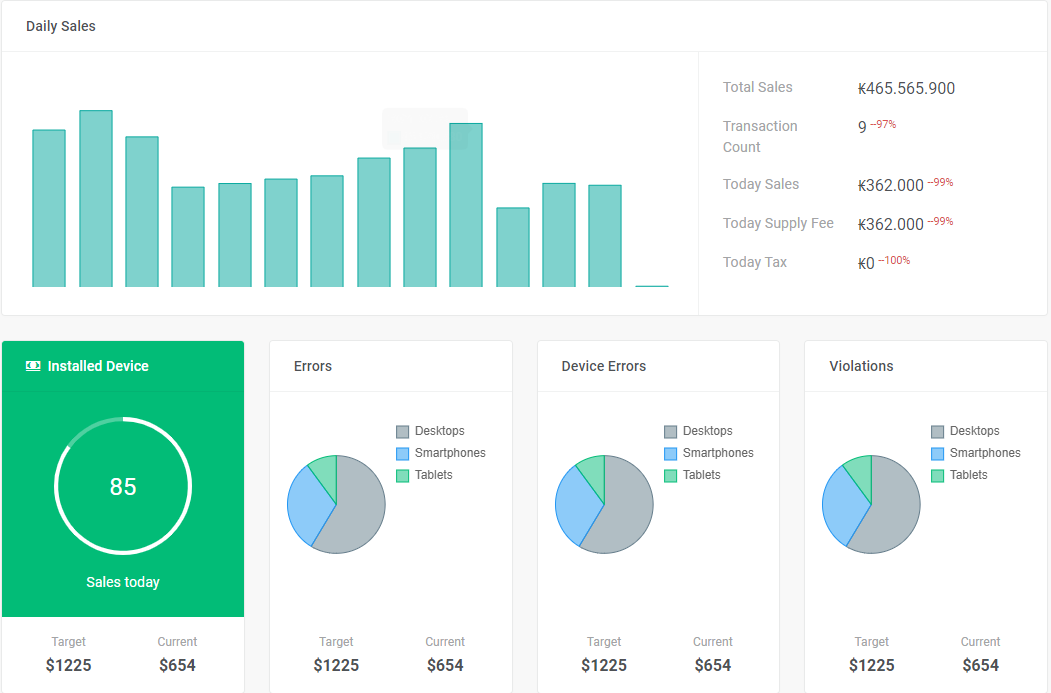 Daily Sales
Total Sales ₭465.565.900
Transaction Count 9 --97%
Today Sales ₭362.000 --99%
Today Supply Fee ₭362.000 --99%
Today Tax ₭0 --100%
Installed Device
85
Sales today
Target Current
$1225 $654
Errors
Desktops
Smartphones
Tablets
Target Current
$1225 $654
Device Errors
Desktops
Smartphones
Tablets
Target Current
$1225 $654
Violations
Desktops
Smartphones
Tablets
Target Current
$1225 $654